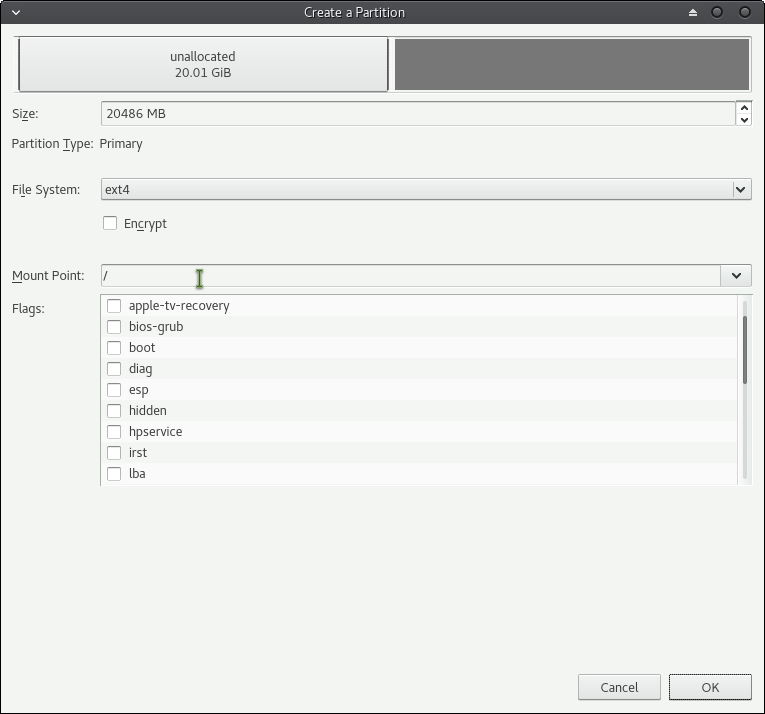 Create a Partition
unallocated
20.01 GiB
Size: 20486 MB
Partition Type: Primary
File System: ext4
Encrypt
Mount Point: /
Flags:
apple-tv-recovery
bios-grub
boot
diag
esp
hidden
hpservice
irst
lba
Cancel OK